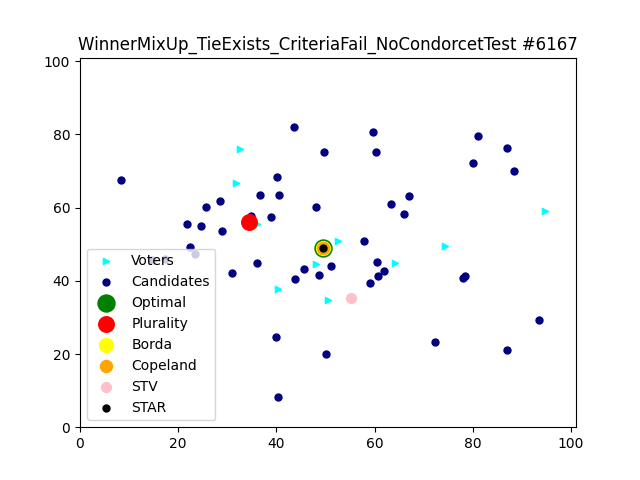 WinnerMixUp_TieExists_CriteriaFail_NoCondorcetTest #6167
100
80
60
40
20
0
Voters
Candidates
Optimal
Plurality
Borda
Copeland
STV
STAR
0 20 40 60 80 100